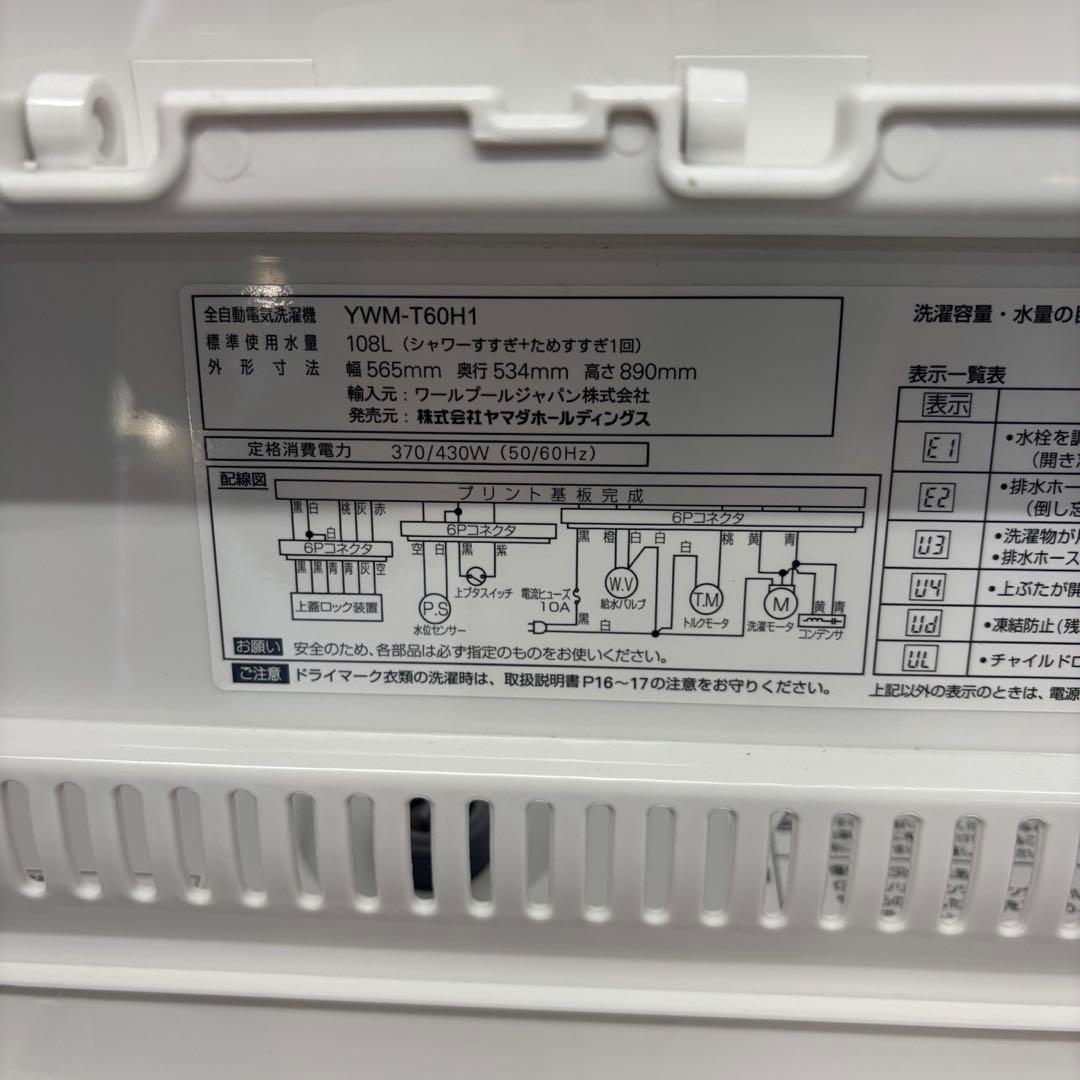 全自動電気洗濯機 YWM-T60H1
標準使用水量 108L（シャワーすすぎ+ためすすぎ1回）
外形寸法 幅 565mm 奥行 534mm 高さ 890mm
輸入元：ワールプールジャパン株式会社
発売元：株式会社ヤマダホールディングス
定格消費電力 370/430W（50/60Hz）
配線図
プリント基板完成
黒 白 桃 灰 赤
白
6Pコネクタ
黒 黒 青 青 灰 空
上蓋ロック装置
6Pコネクタ
空 白 黒 紫
P.S
水位センサー
上ブタスイッチ
6Pコネクタ
黒 橙 白 白 白 桃 黄 青
電流ヒューズ
10A
黒 白
W.V
給水バルブ
T.M
トルクモータ
M
洗濯モータ
黄 青
コンデンサ
お願い 安全のため、各部品は必ず指定のものをお使いください。
ご注意 ドライマーク衣類の洗濯時は、取扱説明書P16～17の注意をお守りください。
洗濯容量・水量の
表示一覧表
表示
E1 •水栓を
（開き
E2 •排水ホー
（倒し
U3 •洗濯物が
•排水ホース
U4 •上ぶたが開
Ud •凍結防止（残
UL •チャイルドロ
上記以外の表示のときは、電源